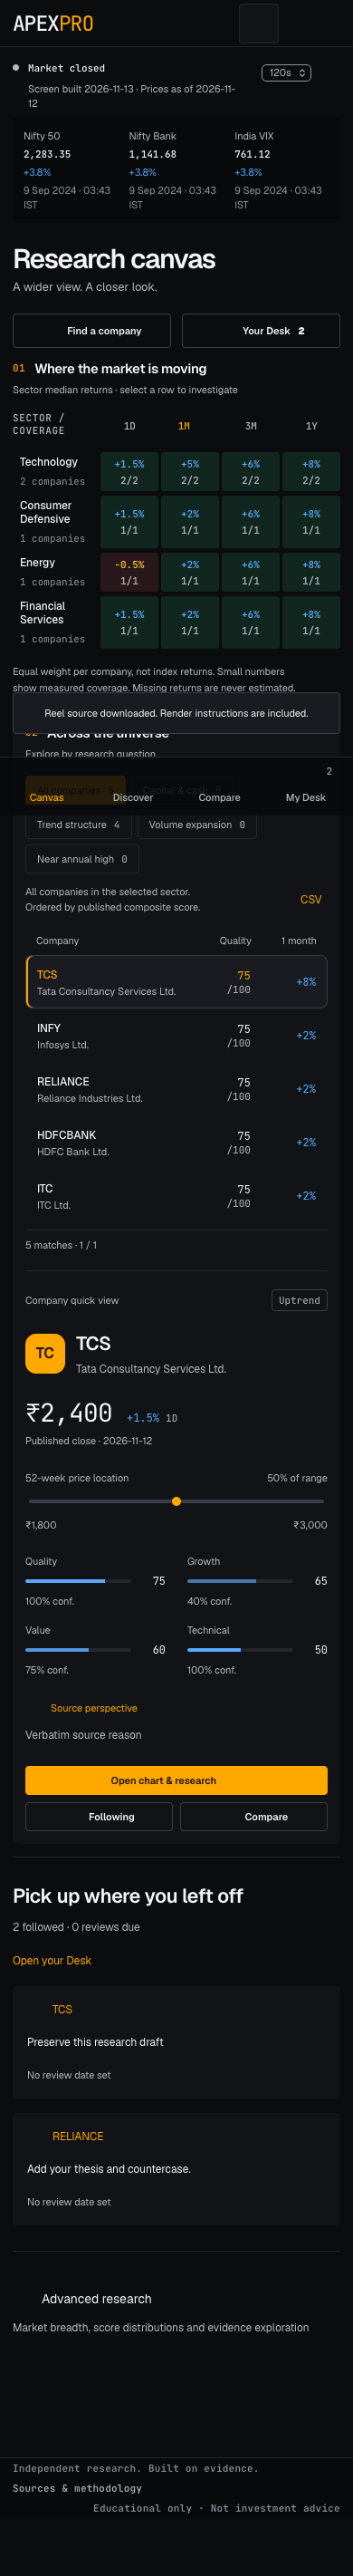 APEXPRO
Market closed
120s
Screen built 2026-11-13 · Prices as of 2026-11-
12
Nifty 50
Nifty Bank
India VIX
2,283.35
1,141.68
761.12
+3.8%
+3.8%
+3.8%
9 Sep 2024 · 03:43
IST
9 Sep 2024 · 03:43
IST
9 Sep 2024 · 03:43
IST
Research canvas
A wider view. A closer look.
Find a company
Your Desk 2
01 Where the market is moving
Sector median returns · select a row to investigate
SECTOR /
COVERAGE
1D 1M 3M 1Y
Technology
2 companies
+1.5% +5% +6% +8%
2/2 2/2 2/2 2/2
Consumer
Defensive
1 companies
+1.5% +2% +6% +8%
1/1 1/1 1/1 1/1
Energy
1 companies
-0.5% +2% +6% +8%
1/1 1/1 1/1 1/1
Financial
Services
1 companies
+1.5% +2% +6% +8%
1/1 1/1 1/1 1/1
Equal weight per company, not index returns. Small numbers
show measured coverage. Missing returns are never estimated.
Reel source downloaded. Render instructions are included.
02 Across the universe
Explore by research question
All companies 5
Capital & cash 5
2
Canvas
Discover
Compare
My Desk
Trend structure 4
Volume expansion 0
Near annual high 0
All companies in the selected sector.
Ordered by published composite score.
CSV
Company Quality 1 month
TCS
Tata Consultancy Services Ltd.
75
/100
+8%
INFY
Infosys Ltd.
75
/100
+2%
RELIANCE
Reliance Industries Ltd.
75
/100
+2%
HDFCBANK
HDFC Bank Ltd.
75
/100
+2%
ITC
ITC Ltd.
75
/100
+2%
5 matches · 1 / 1
Company quick view
Uptrend
TC
TCS
Tata Consultancy Services Ltd.
₹2,400 +1.5% 1D
Published close · 2026-11-12
52-week price location
50% of range
₹1,800
₹3,000
Quality
75
100% conf.
Growth
65
40% conf.
Value
60
75% conf.
Technical
50
100% conf.
Source perspective
Verbatim source reason
Open chart & research
Following
Compare
Pick up where you left off
2 followed · 0 reviews due
Open your Desk
TCS
Preserve this research draft
No review date set
RELIANCE
Add your thesis and countercase.
No review date set
Advanced research
Market breadth, score distributions and evidence exploration
Independent research. Built on evidence.
Sources & methodology
Educational only · Not investment advice